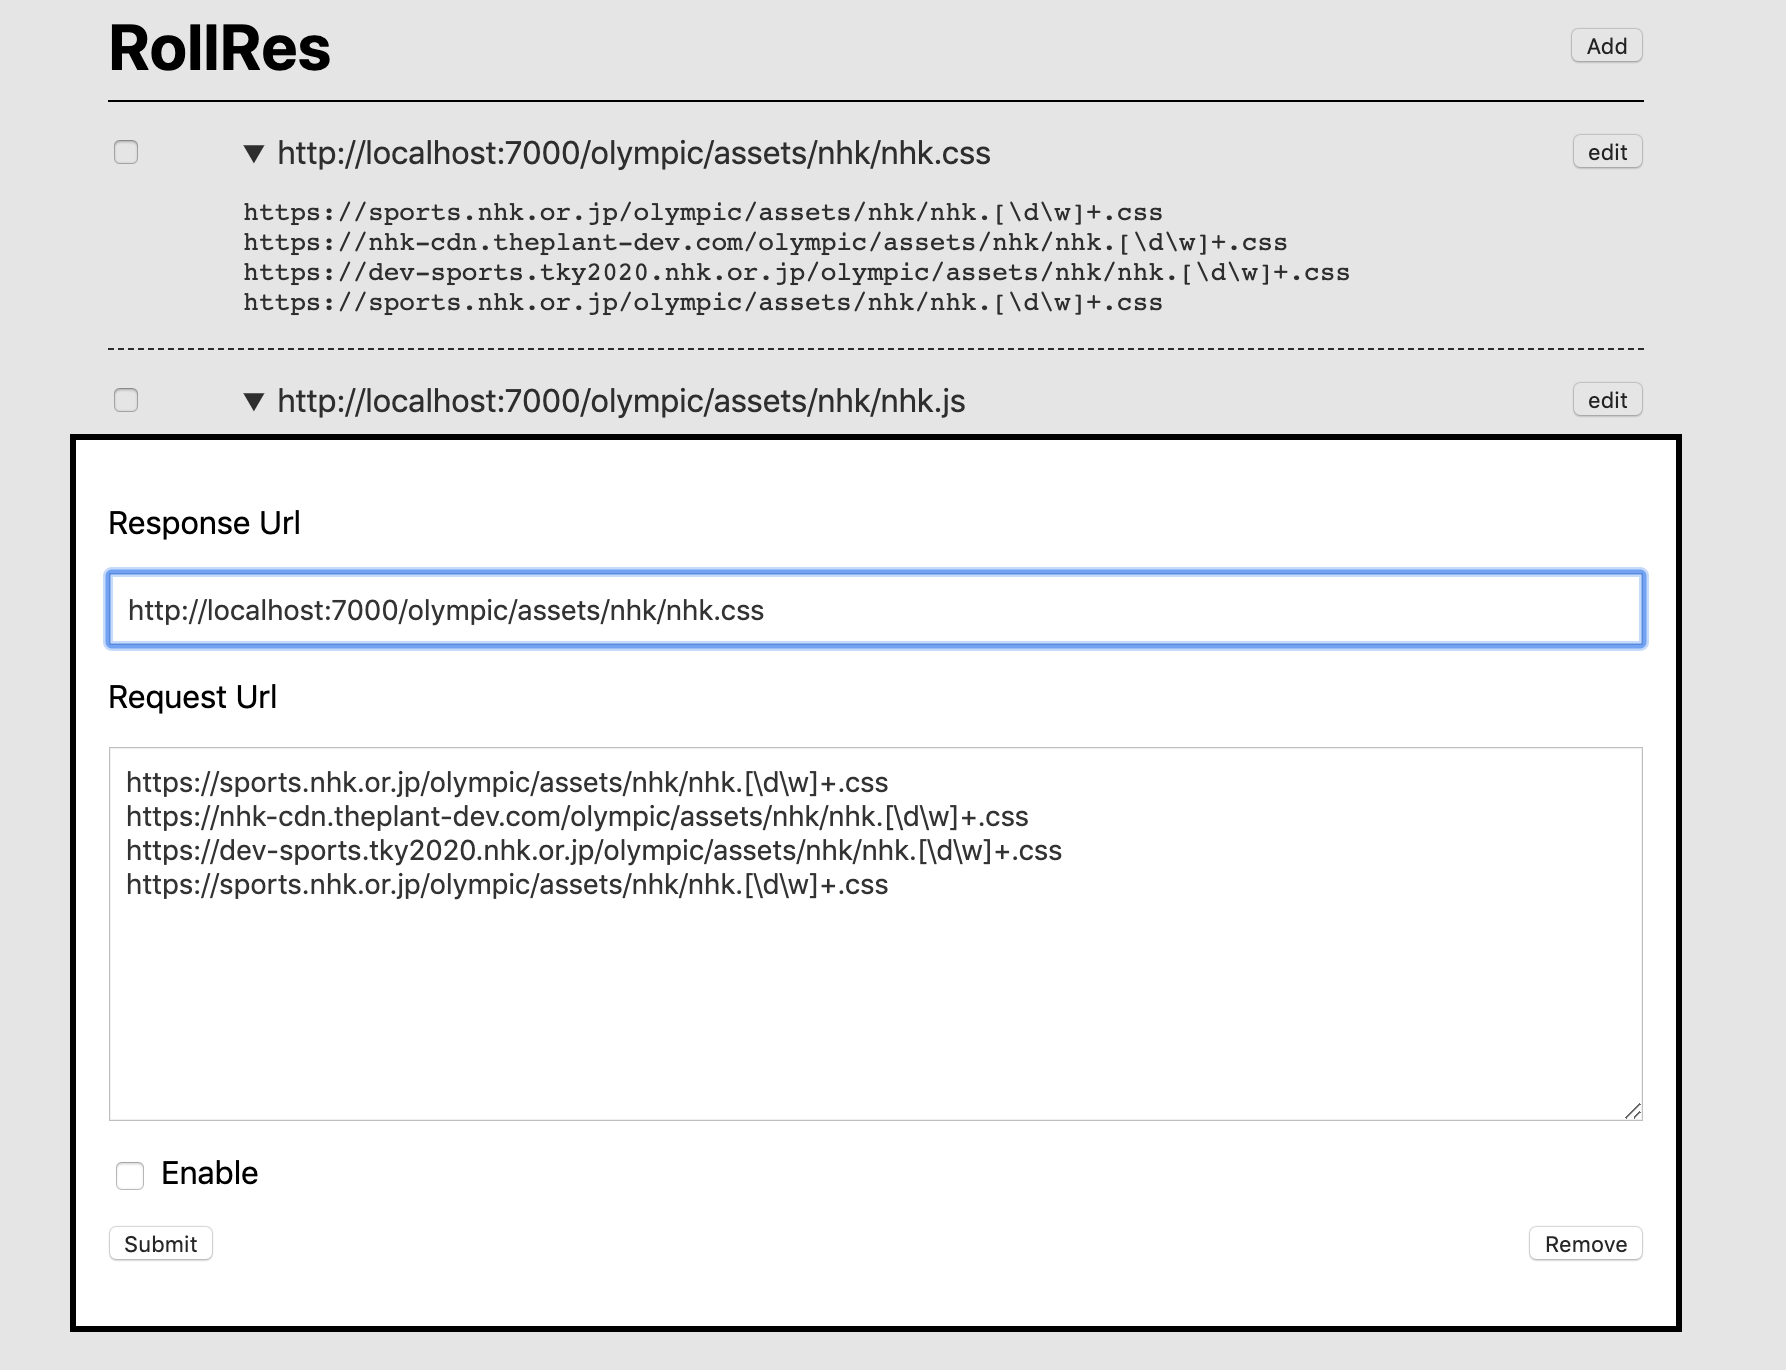 RollRes
Add
▼ http://localhost:7000/olympic/assets/nhk/nhk.css
edit
https://sports.nhk.or.jp/olympic/assets/nhk/nhk.[\d\w]+.css
https://nhk-cdn.theplant-dev.com/olympic/assets/nhk/nhk.[\d\w]+.css
https://dev-sports.tky2020.nhk.or.jp/olympic/assets/nhk/nhk.[\d\w]+.css
https://sports.nhk.or.jp/olympic/assets/nhk/nhk.[\d\w]+.css
▼ http://localhost:7000/olympic/assets/nhk/nhk.js
edit
Response Url
http://localhost:7000/olympic/assets/nhk/nhk.css
Request Url
https://sports.nhk.or.jp/olympic/assets/nhk/nhk.[\d\w]+.css
https://nhk-cdn.theplant-dev.com/olympic/assets/nhk/nhk.[\d\w]+.css
https://dev-sports.tky2020.nhk.or.jp/olympic/assets/nhk/nhk.[\d\w]+.css
https://sports.nhk.or.jp/olympic/assets/nhk/nhk.[\d\w]+.css
Enable
Submit
Remove